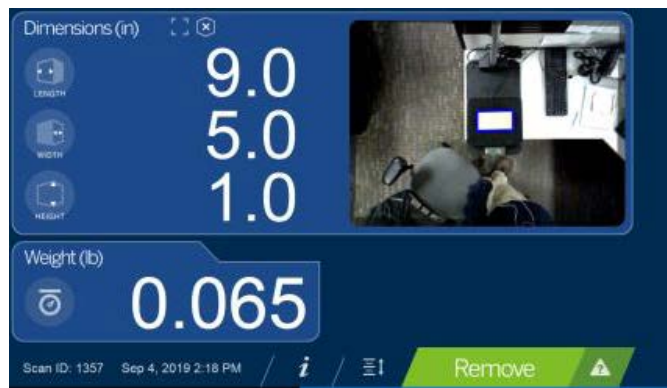 Dimensions (in)
LENGTH
9.0
WIDTH
5.0
HEIGHT
1.0
Weight (lb)
0.065
Scan ID: 1357 Sep 4, 2019 2:18 PM i Remove ?